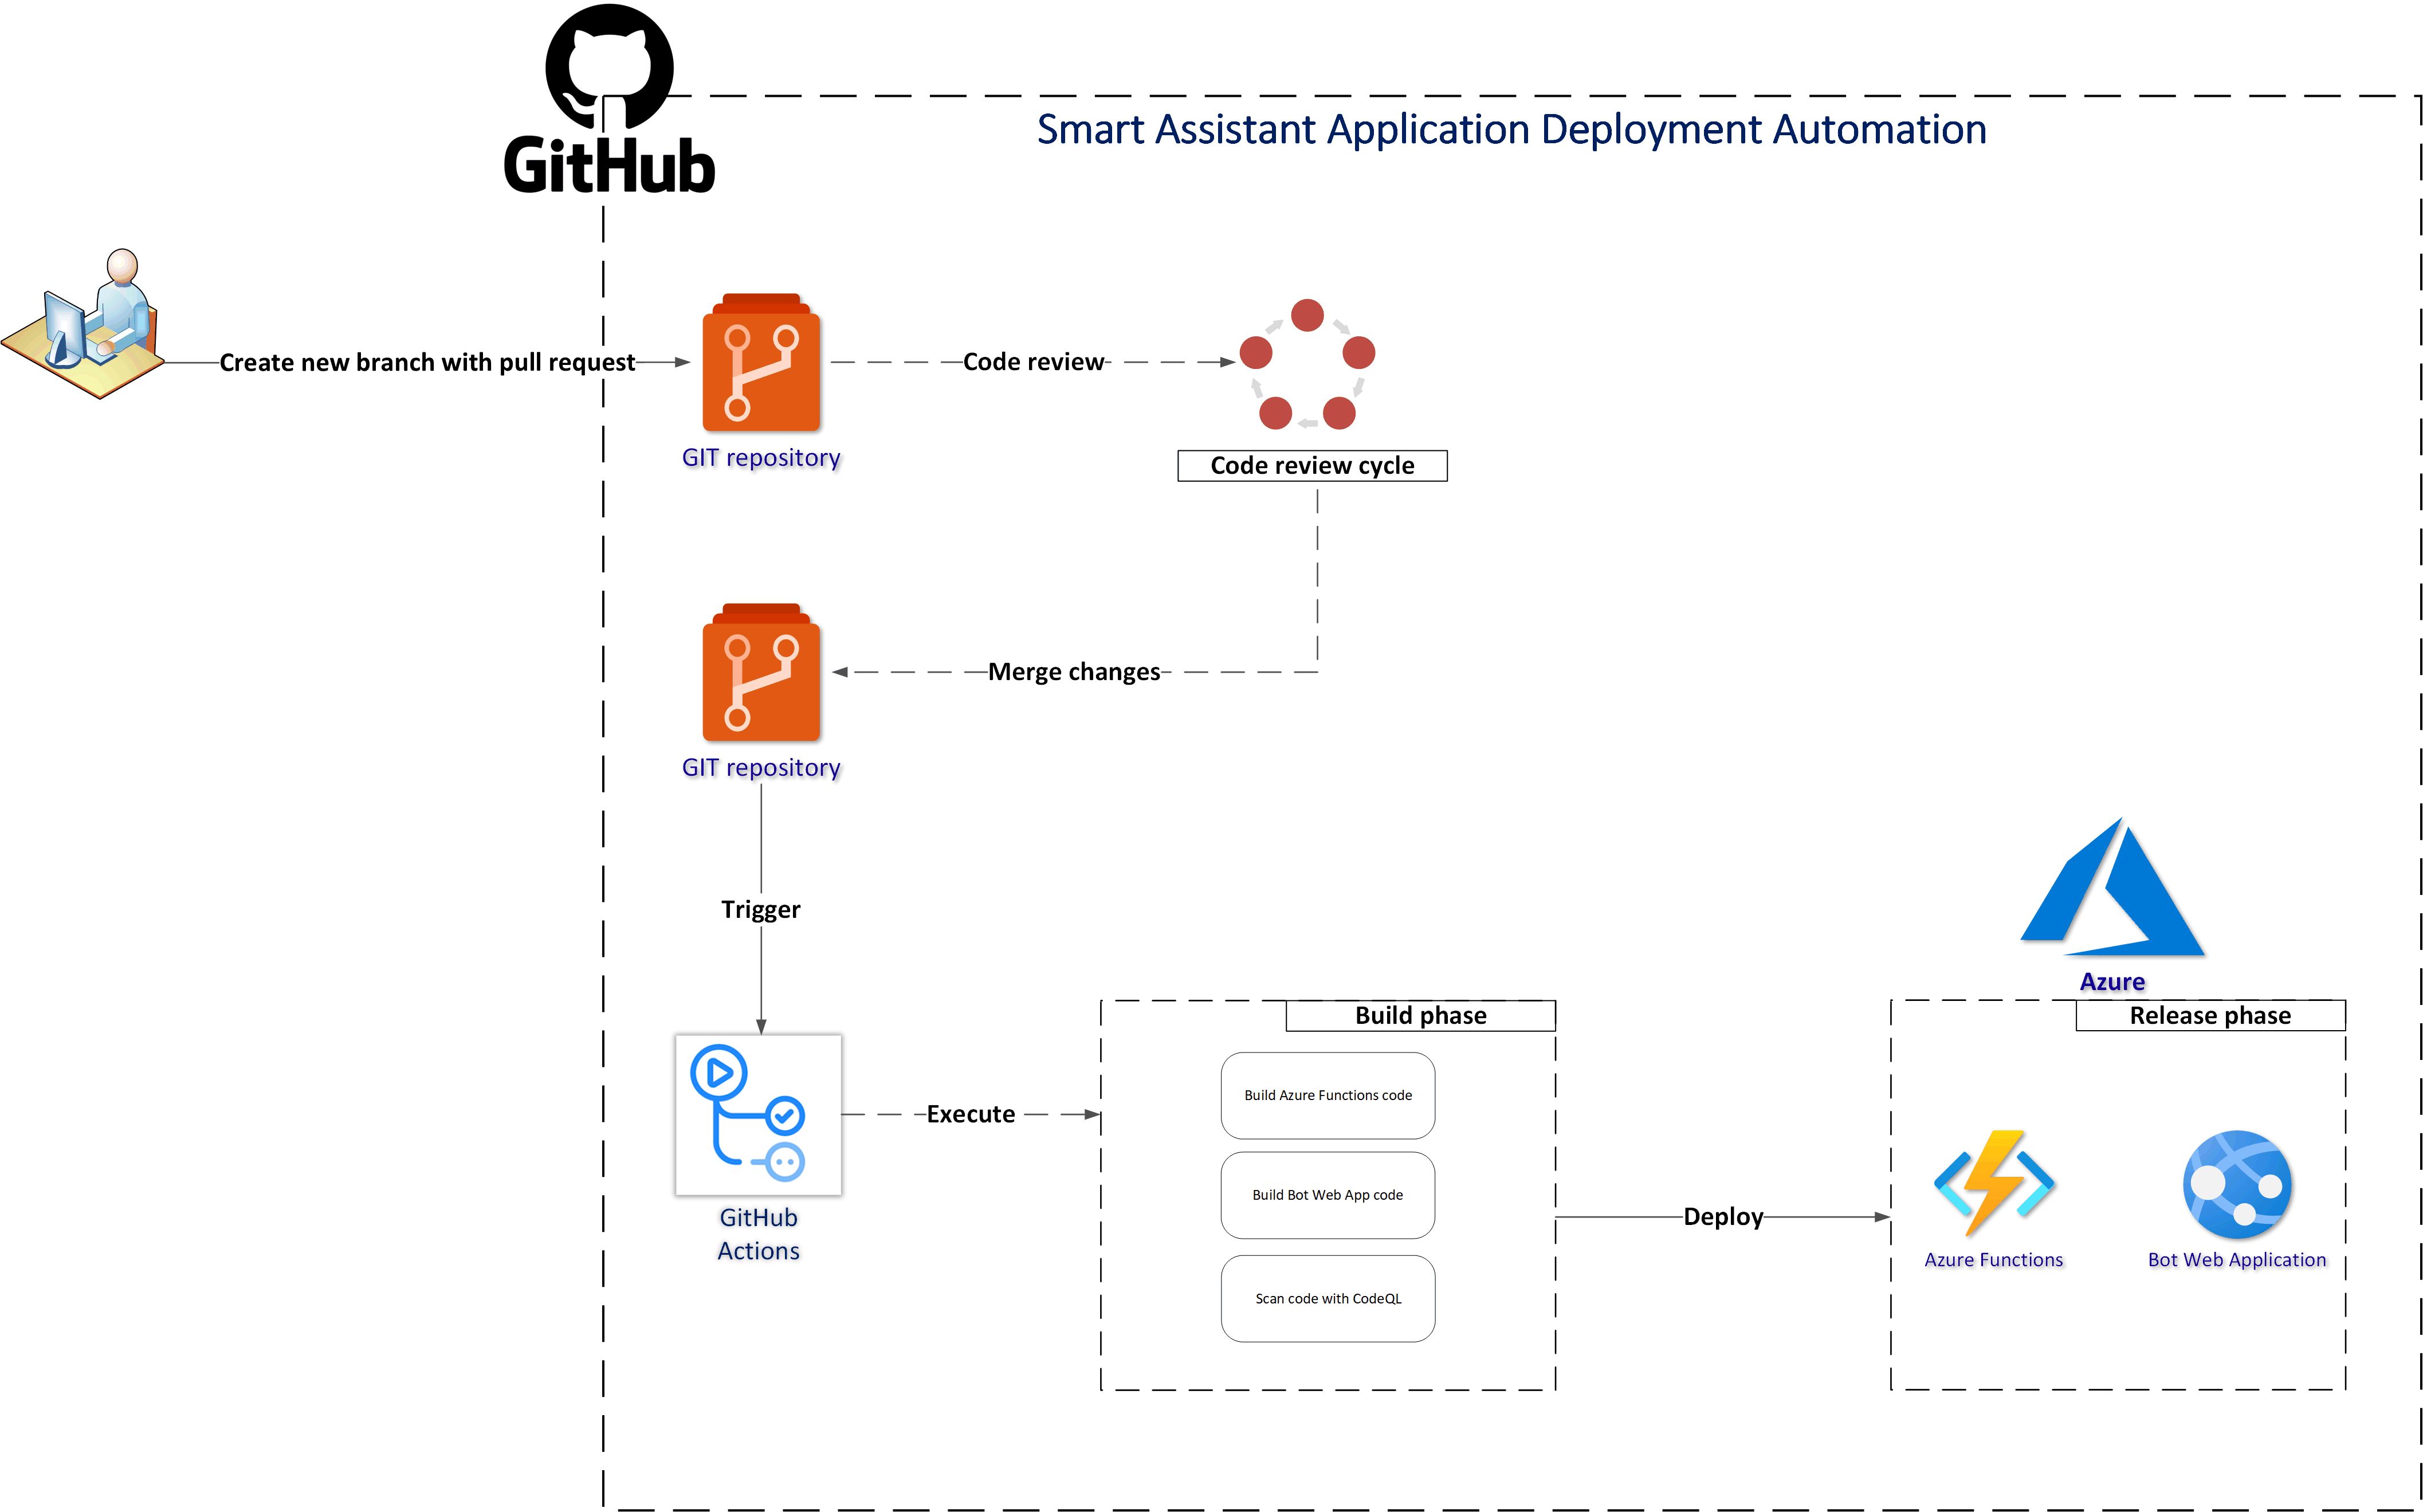 GitHub
Smart Assistant Application Deployment Automation
Create new branch with pull request
Code review
GIT repository
Code review cycle
Merge changes
GIT repository
Trigger
Azure
Build phase
Release phase
Build Azure Functions code
Execute
Build Bot Web App code
GitHub
Actions
Deploy
Azure Functions
Bot Web Application
Scan code with CodeQL